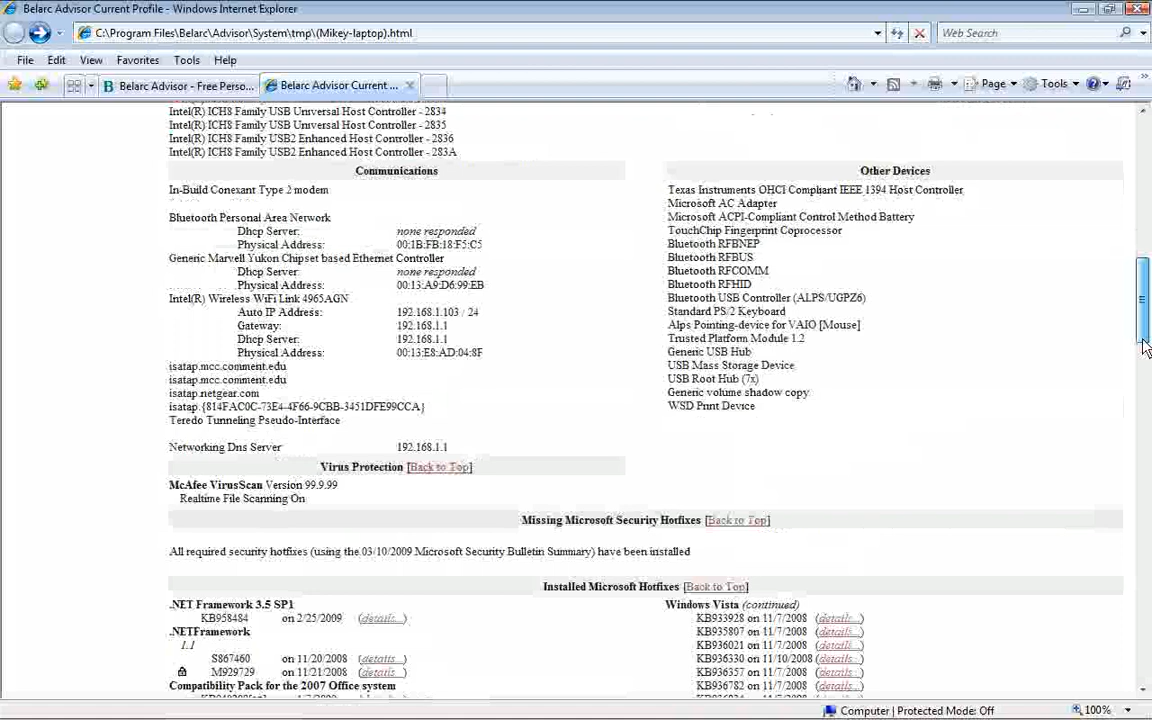 Belarc Advisor Current Profile - Windows Internet Explorer
C:\Program Files\Belarc\Advisor\System\tmp\(Mikey-laptop).html
Web Search
File Edit View Favorites Tools Help
Belarc Advisor - Free Perso...
Belarc Advisor Current ...
Page
Tools
Intel(R) ICH8 Family USB Universal Host Controller - 2834
Intel(R) ICH8 Family USB Universal Host Controller - 2835
Intel(R) ICH8 Family USB2 Enhanced Host Controller - 2836
Intel(R) ICH8 Family USB2 Enhanced Host Controller - 283A
Communications
In-Build Conexant Type 2 modem
Bluetooth Personal Area Network
Dhcp Server: none responded
Physical Address: 00:1B:FB:18:F5:C5
Generic Marvell Yukon Chipset based Ethernet Controller
Dhcp Server: none responded
Physical Address: 00:13:A9:D6:99:EB
Intel(R) Wireless WiFi Link 4965AGN
Auto IP Address: 192.168.1.103 / 24
Gateway: 192.168.1.1
Dhcp Server: 192.168.1.1
Physical Address: 00:13:E8:AD:04:8F
isatap.mcc.comment.edu
isatap.mcc.comment.edu
isatap.netgear.com
isatap.{814FAC0C-73E4-4F66-9CBB-3451DFE99CCA}
Teredo Tunneling Pseudo-Interface
Networking Dns Server 192.168.1.1
Other Devices
Texas Instruments OHCI Compliant IEEE 1394 Host Controller
Microsoft AC Adapter
Microsoft ACPI-Compliant Control Method Battery
TouchChip Fingerprint Coprocessor
Bluetooth RFBNEP
Bluetooth RFBUS
Bluetooth RFCOMM
Bluetooth RFHID
Bluetooth USB Controller (ALPS/UGPZ6)
Standard PS/2 Keyboard
Alps Pointing-device for VAIO [Mouse]
Trusted Platform Module 1.2
Generic USB Hub
USB Mass Storage Device
USB Root Hub (7x)
Generic volume shadow copy
WSD Print Device
Virus Protection [Back to Top]
McAfee VirusScan Version 99.9.99
Realtime File Scanning On
Missing Microsoft Security Hotfixes [Back to Top]
All required security hotfixes (using the 03/10/2009 Microsoft Security Bulletin Summary) have been installed
Installed Microsoft Hotfixes [Back to Top]
.NET Framework 3.5 SP1
KB958484 on 2/25/2009 (details...)
.NETFramework
1.1
S867460 on 11/20/2008 (details...)
M929729 on 11/21/2008 (details...)
Compatibility Pack for the 2007 Office system
Windows Vista (continued)
KB933928 on 11/7/2008 (details...)
KB935807 on 11/7/2008 (details...)
KB936021 on 11/7/2008 (details...)
KB936330 on 11/10/2008 (details...)
KB936357 on 11/7/2008 (details...)
KB936782 on 11/7/2008 (details...)
Computer | Protected Mode: Off
100%